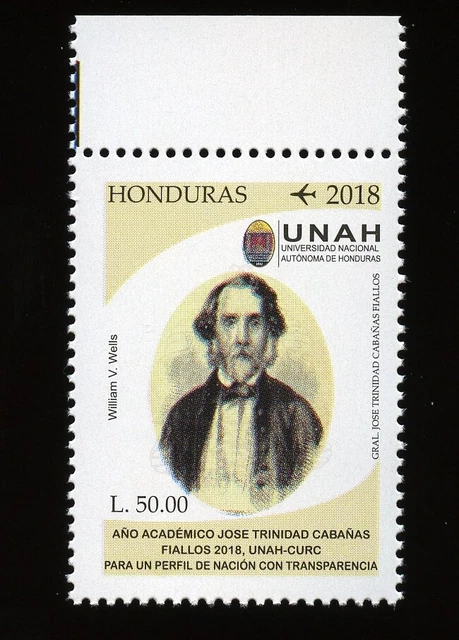 HONDURAS 2018
UNAH
UNIVERSIDAD NACIONAL
AUTÓNOMA DE HONDURAS
William V. Wells
GRAL. JOSE TRINIDAD CABAÑAS FIALLOS
L. 50.00
AÑO ACADÉMICO JOSE TRINIDAD CABAÑAS
FIALLOS 2018, UNAH-CURC
PARA UN PERFIL DE NACIÓN CON TRANSPARENCIA